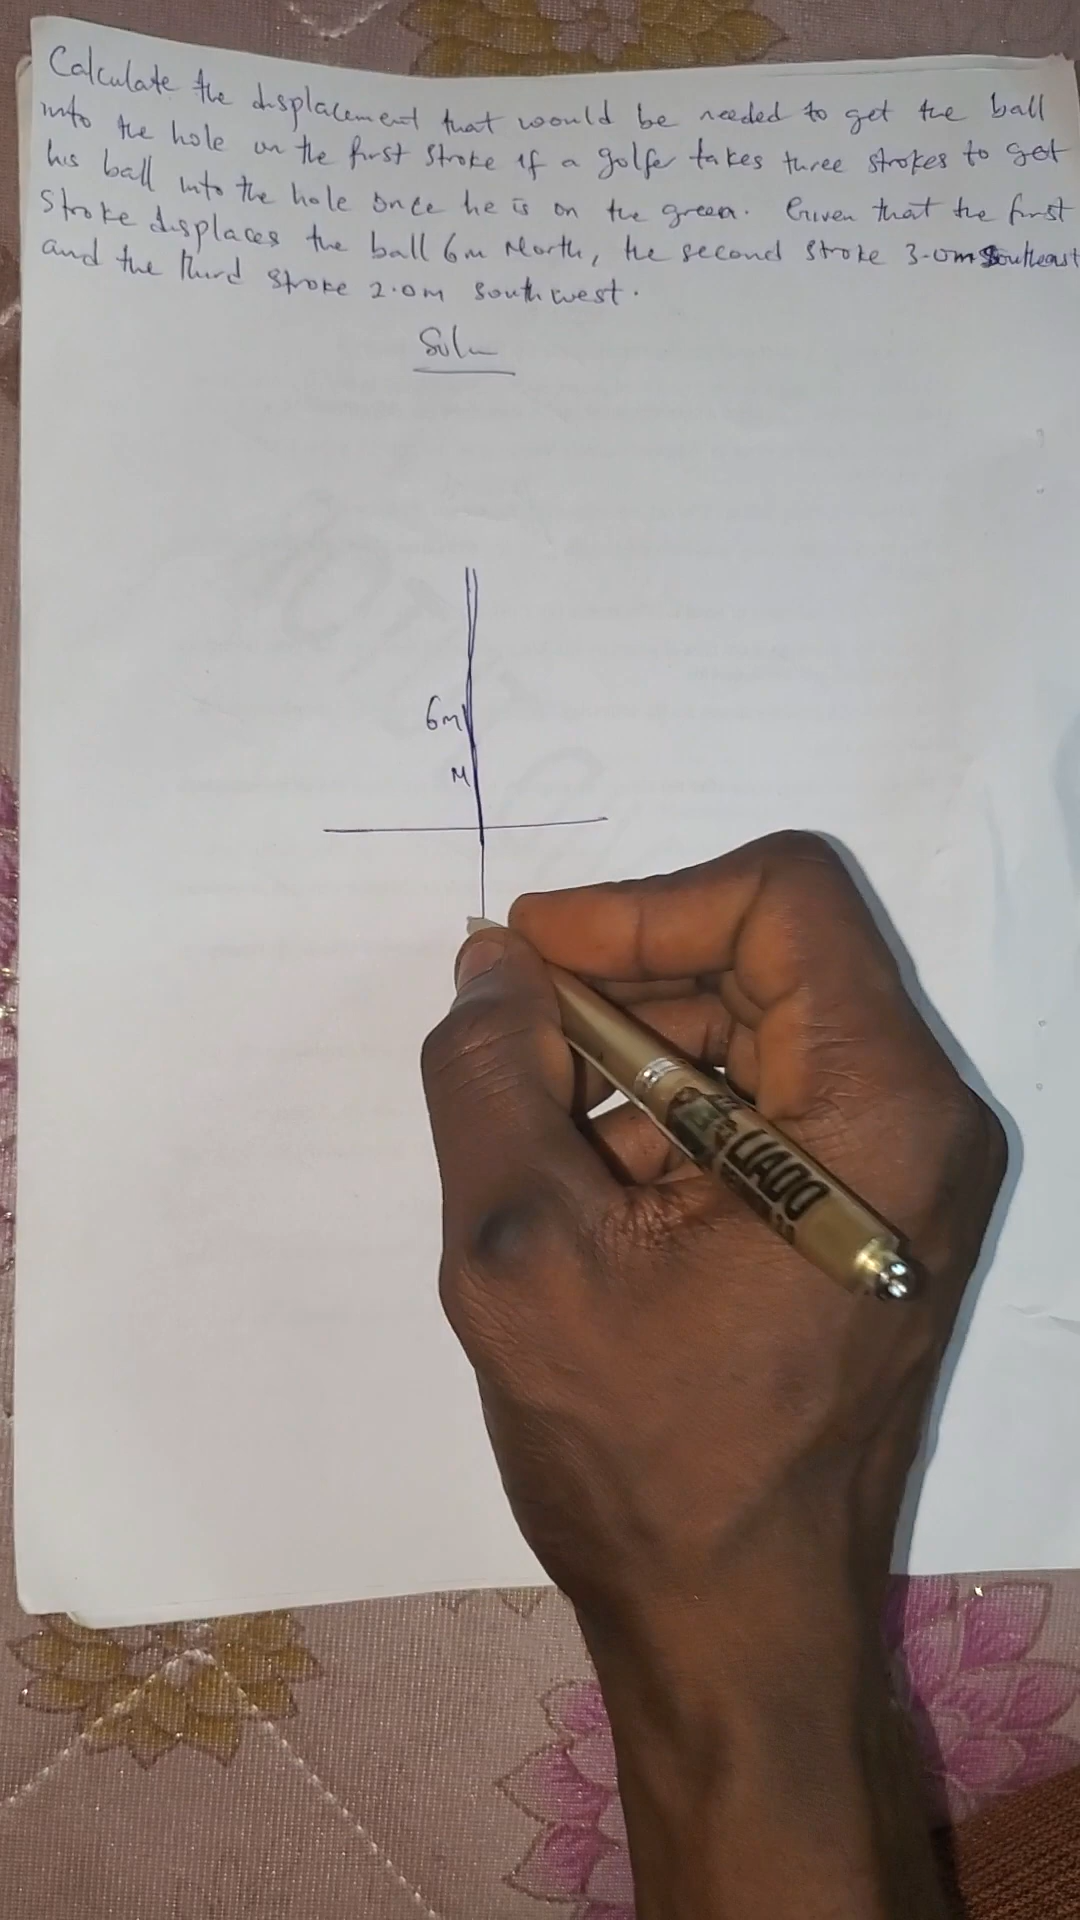 Calculate the displacement that would be needed to get the ball
into the hole on the first stroke if a golfer takes three strokes to get
his ball into the hole once he is on the green. Given that the first
stroke displaces the ball 6m North, the second stroke 3.0m Southeast
and the third stroke 2.0m southwest.
Soln
6m
N